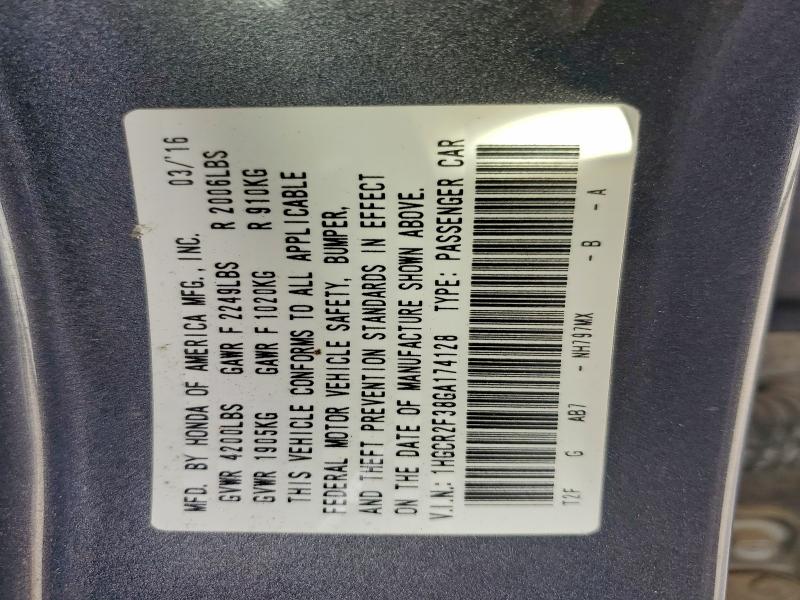 MFD. BY HONDA OF AMERICA MFG., INC. 03/'16
GVWR 4200LBS GAWR F 2249LBS R 2006LBS
GVWR 1905KG GAWR F 1020KG R 910KG
THIS VEHICLE CONFORMS TO ALL APPLICABLE
FEDERAL MOTOR VEHICLE SAFETY, BUMPER,
AND THEFT PREVENTION STANDARDS IN EFFECT
ON THE DATE OF MANUFACTURE SHOWN ABOVE.
V.I.N.: 1HGCR2F38GA174128 TYPE: PASSENGER CAR
T2F G AB7 - NH797MX - B - A